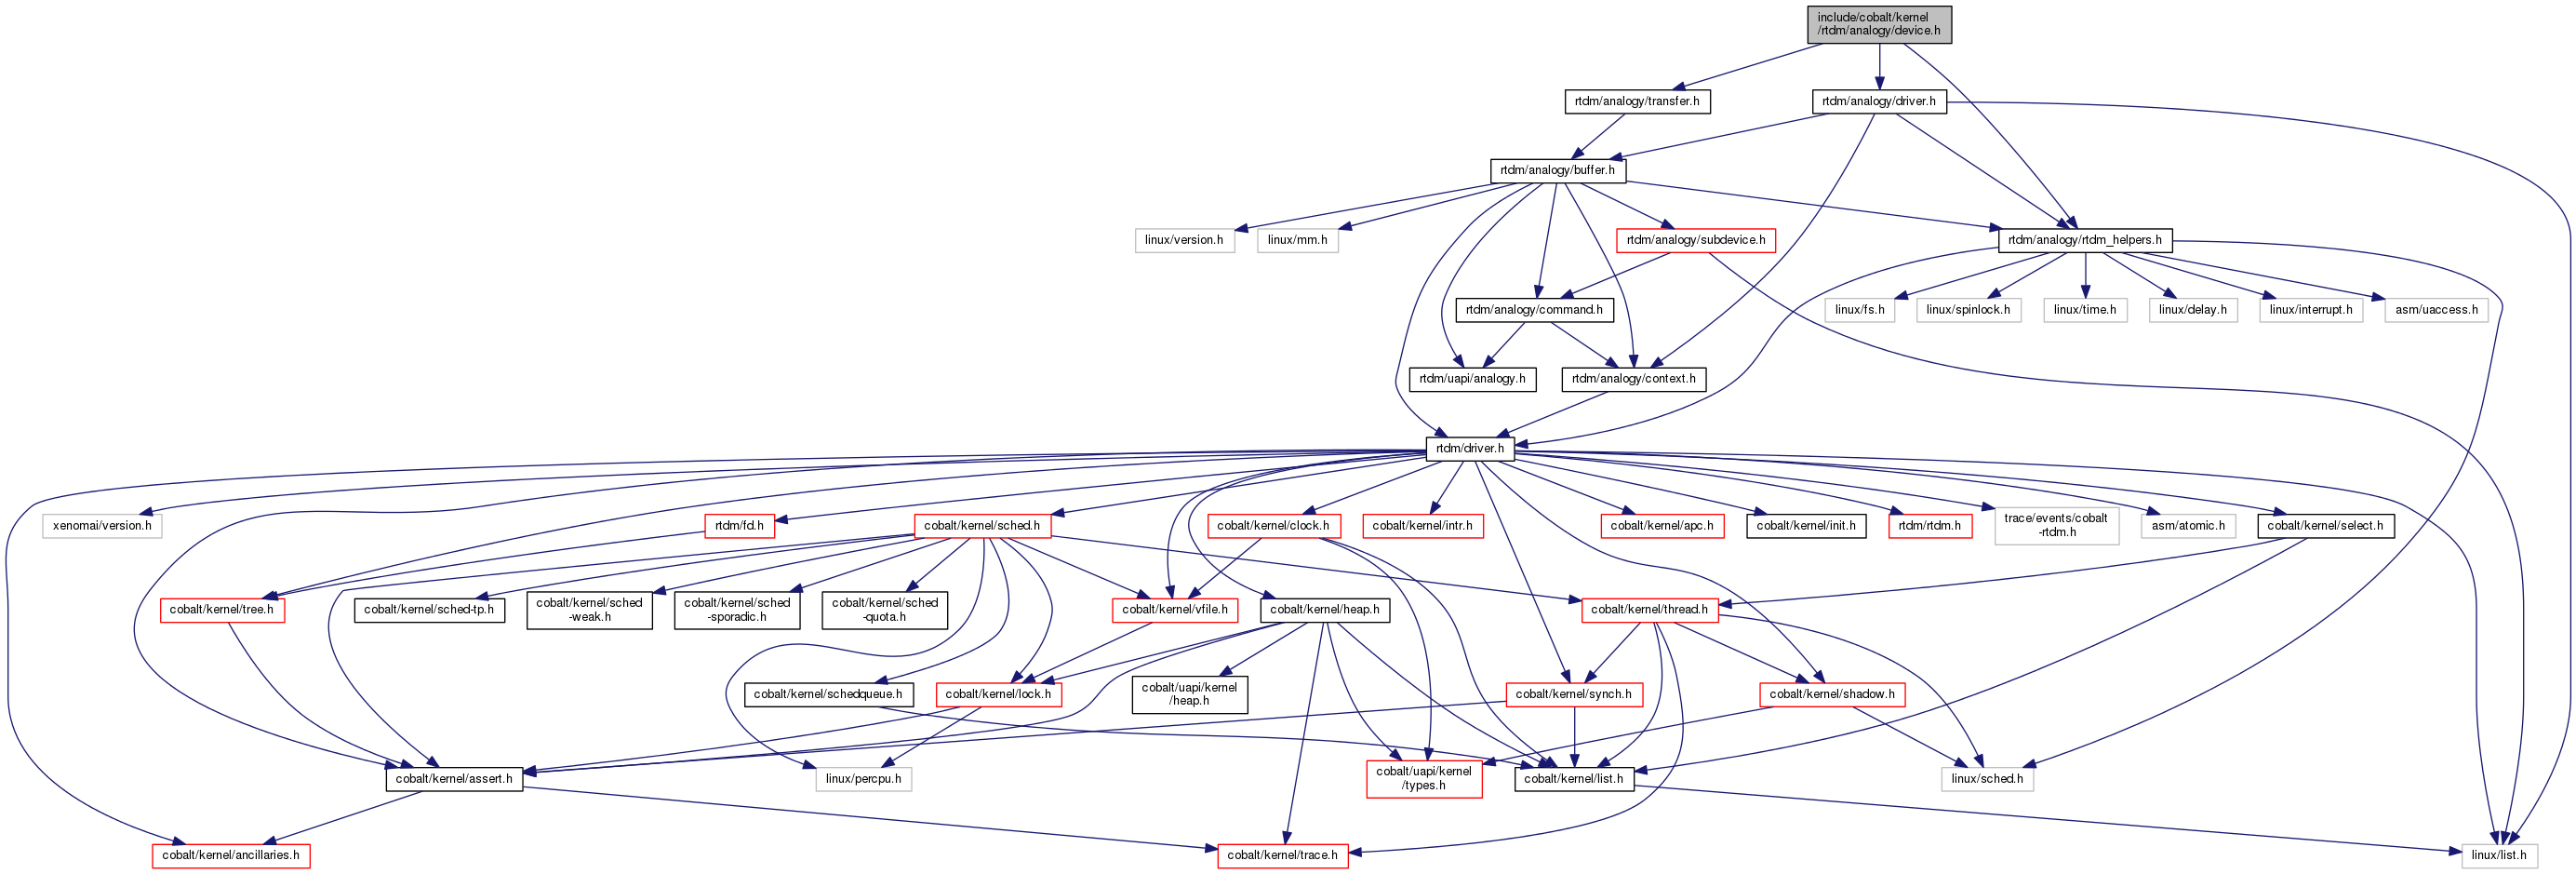 include/cobalt/kernel
/rtdm/analogy/device.h
rtdm/analogy/transfer.h
rtdm/analogy/driver.h
rtdm/analogy/buffer.h
linux/version.h
linux/mm.h
rtdm/analogy/subdevice.h
rtdm/analogy/rtdm_helpers.h
rtdm/analogy/command.h
linux/fs.h
linux/spinlock.h
linux/time.h
linux/delay.h
linux/interrupt.h
asm/uaccess.h
rtdm/uapi/analogy.h
rtdm/analogy/context.h
rtdm/driver.h
xenomai/version.h
rtdm/fd.h
cobalt/kernel/sched.h
cobalt/kernel/clock.h
cobalt/kernel/intr.h
cobalt/kernel/apc.h
cobalt/kernel/init.h
rtdm/rtdm.h
trace/events/cobalt
-rtdm.h
asm/atomic.h
cobalt/kernel/select.h
cobalt/kernel/tree.h
cobalt/kernel/sched-tp.h
cobalt/kernel/sched
-weak.h
cobalt/kernel/sched
-sporadic.h
cobalt/kernel/sched
-quota.h
cobalt/kernel/vfile.h
cobalt/kernel/heap.h
cobalt/kernel/thread.h
cobalt/kernel/schedqueue.h
cobalt/kernel/lock.h
cobalt/uapi/kernel
/heap.h
cobalt/kernel/synch.h
cobalt/kernel/shadow.h
cobalt/kernel/assert.h
linux/percpu.h
cobalt/uapi/kernel
/types.h
cobalt/kernel/list.h
linux/sched.h
cobalt/kernel/ancillaries.h
cobalt/kernel/trace.h
linux/list.h